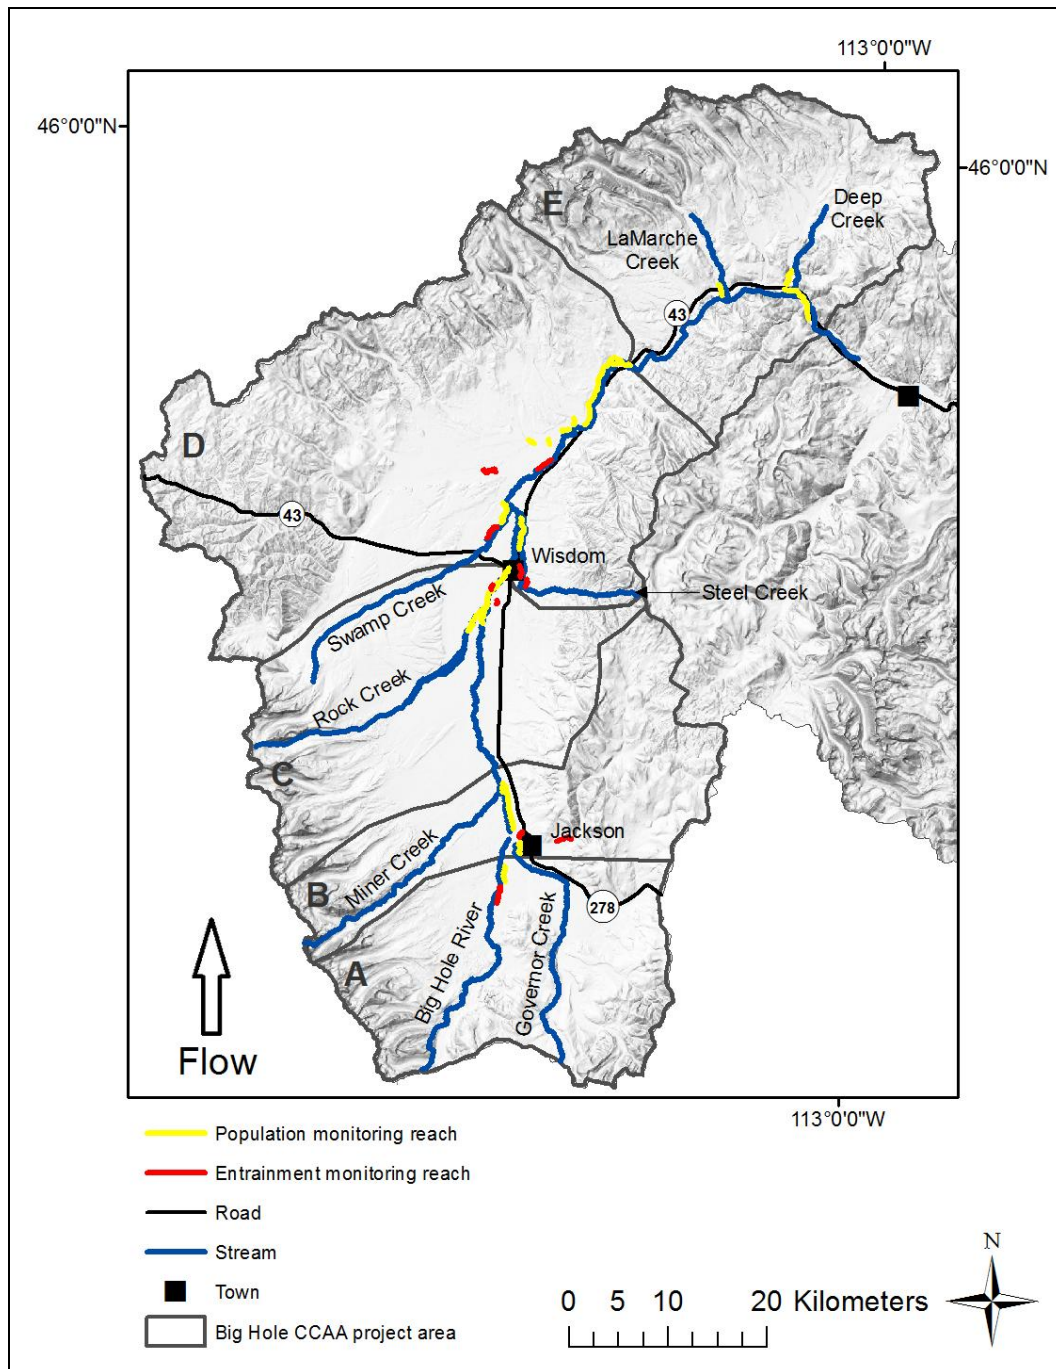 113°0'0"W
46°0'0"N
46°0'0"N
E
Deep
Creek
LaMarche
Creek
43
D
43
Wisdom
Steel Creek
Swamp Creek
Rock Creek
C
Jackson
Miner Creek
B
278
A
Big Hole River
Governor Creek
Flow
113°0'0"W
Population monitoring reach
Entrainment monitoring reach
Road
Stream
Town
Big Hole CCAA project area
N
0 5 10 20 Kilometers